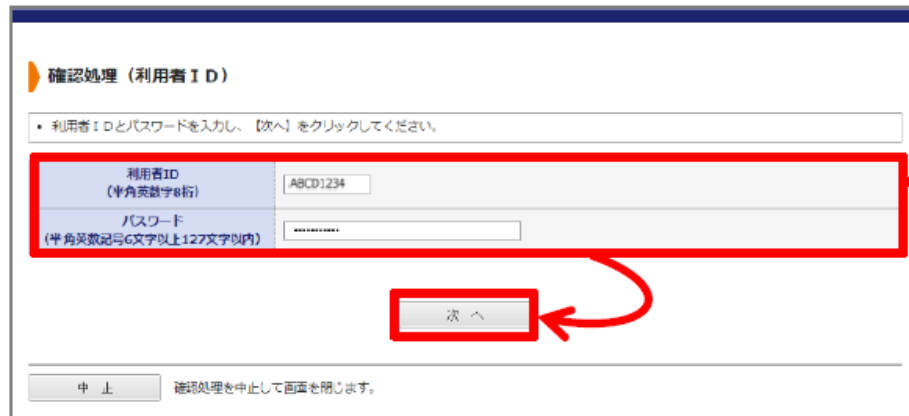 確認処理（利用者ＩＤ）
• 利用者ＩＤとパスワードを入力し、【次へ】をクリックしてください。
利用者ID
（半角英数字8桁）
ABCD1234
パスワード
（半角英数記号6文字以上127文字以内）
•••••••••••
次 へ
中 止
確認処理を中止して画面を閉じます。